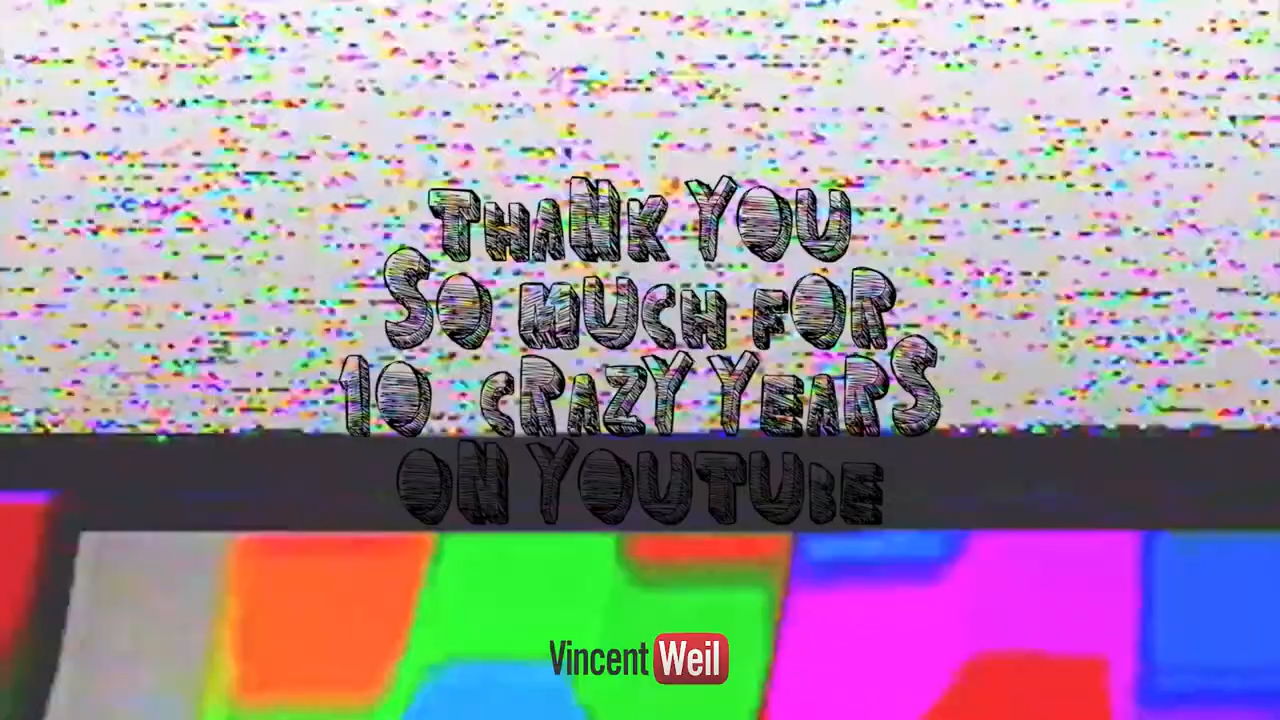 THANK YOU
SO MUCH FOR
10 CRAZY YEARS
ON YOUTUBE
Vincent Weil